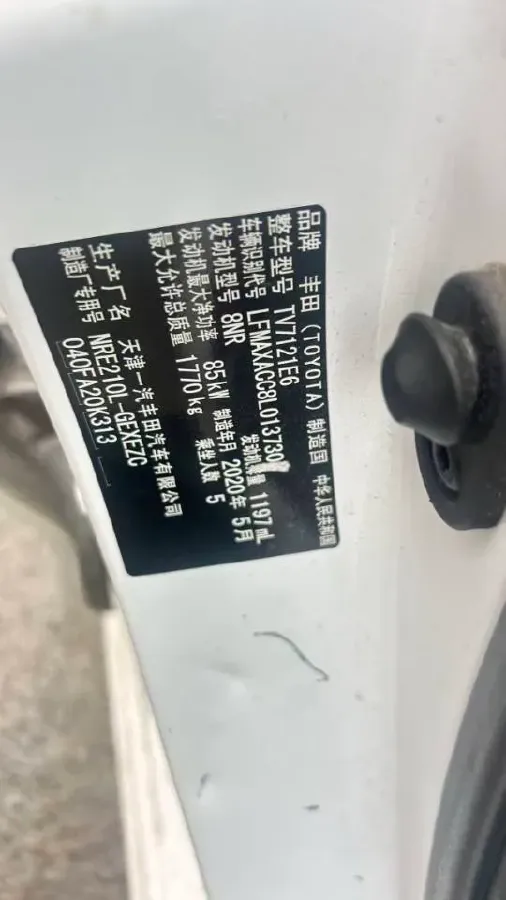 品牌 丰田（TOYOTA）制造国 中华人民共和国
整车型号 TV7121E6
车辆识别代号 LFMAXACC8L013730
发动机型号 8NR 发动机排量 1197 mL
发动机最大净功率 85kW 制造年月 2020年 5月
最大允许总质量 1770kg 乘坐人数 5
生产厂名 天津一汽丰田汽车有限公司
NRE210L-GEXEZC
制造厂专用号 040FA20K313